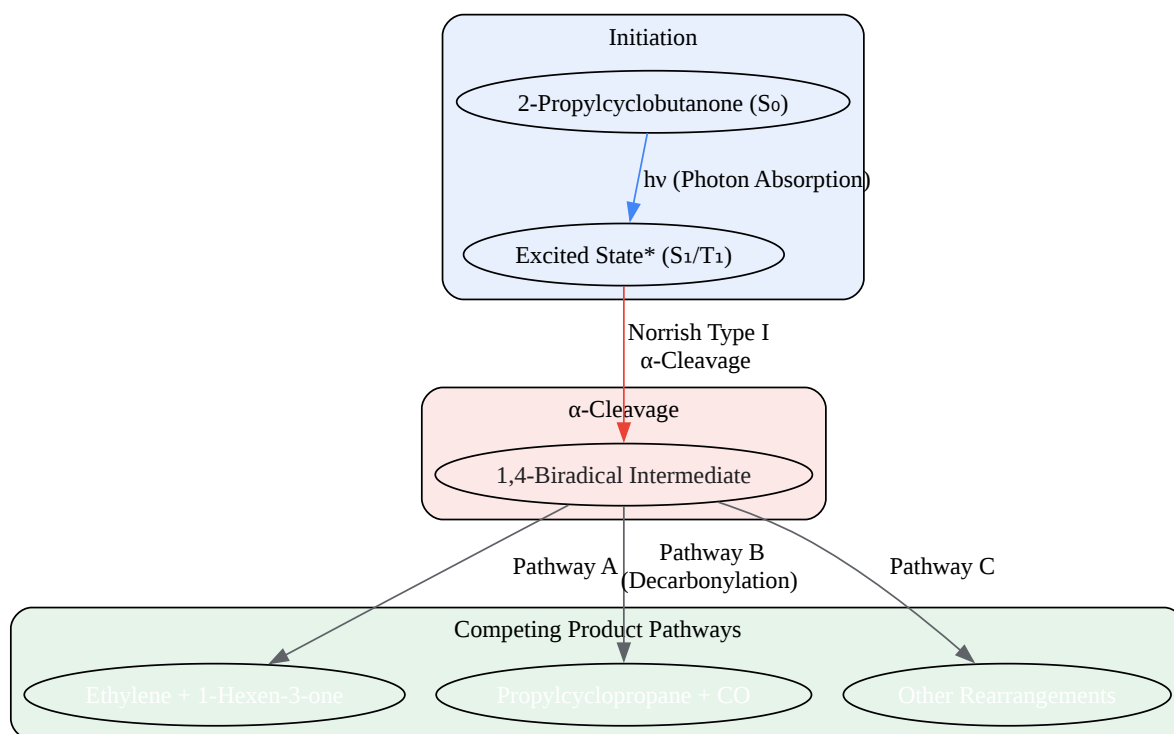 Initiation
2-Propylcyclobutanone (S₀)
hν (Photon Absorption)
Excited State* (S₁/T₁)
Norrish Type I
α-Cleavage
α-Cleavage
1,4-Biradical Intermediate
Pathway A
Pathway B
(Decarbonylation)
Pathway C
Competing Product Pathways
Ethylene + 1-Hexen-3-one
Propylcyclopropane + CO
Other Rearrangements